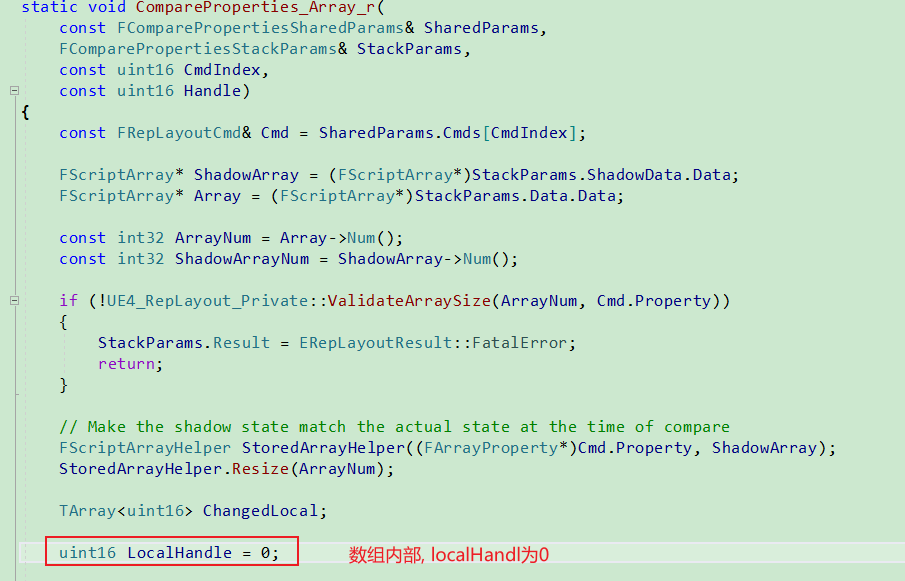 static void CompareProperties_Array_r(
const FComparePropertiesSharedParams& SharedParams,
FComparePropertiesStackParams& StackParams,
const uint16 CmdIndex,
const uint16 Handle)
{
const FRepLayoutCmd& Cmd = SharedParams.Cmds[CmdIndex];
FScriptArray* ShadowArray = (FScriptArray*)StackParams.ShadowData.Data;
FScriptArray* Array = (FScriptArray*)StackParams.Data.Data;
const int32 ArrayNum = Array->Num();
const int32 ShadowArrayNum = ShadowArray->Num();
if (!UE4_RepLayout_Private::ValidateArraySize(ArrayNum, Cmd.Property))
{
StackParams.Result = ERepLayoutResult::FatalError;
return;
}
// Make the shadow state match the actual state at the time of compare
FScriptArrayHelper StoredArrayHelper((FArrayProperty*)Cmd.Property, ShadowArray);
StoredArrayHelper.Resize(ArrayNum);
TArray<uint16> ChangedLocal;
uint16 LocalHandle = 0; 数组内部, localHandl为0